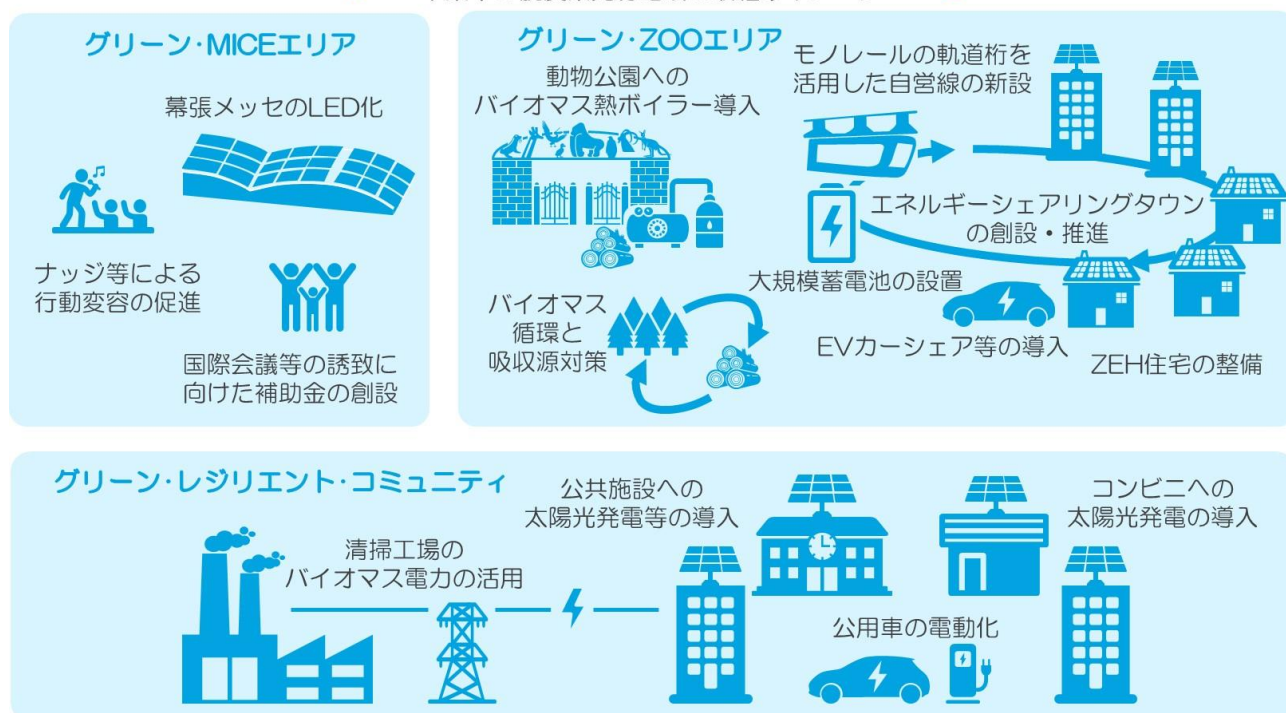 グリーン・MICEエリア
幕張メッセのLED化
ナッジ等による
行動変容の促進
国際会議等の誘致に
向けた補助金の創設
グリーン・ZOOエリア
動物公園への
バイオマス熱ボイラー導入
モノレールの軌道桁を
活用した自営線の新設
エネルギーシェアリングタウン
の創設・推進
大規模蓄電池の設置
バイオマス
循環と
吸収源対策
EVカーシェア等の導入
ZEH住宅の整備
グリーン・レジリエント・コミュニティ
清掃工場の
バイオマス電力の活用
公共施設への
太陽光発電等の導入
コンビニへの
太陽光発電の導入
公用車の電動化